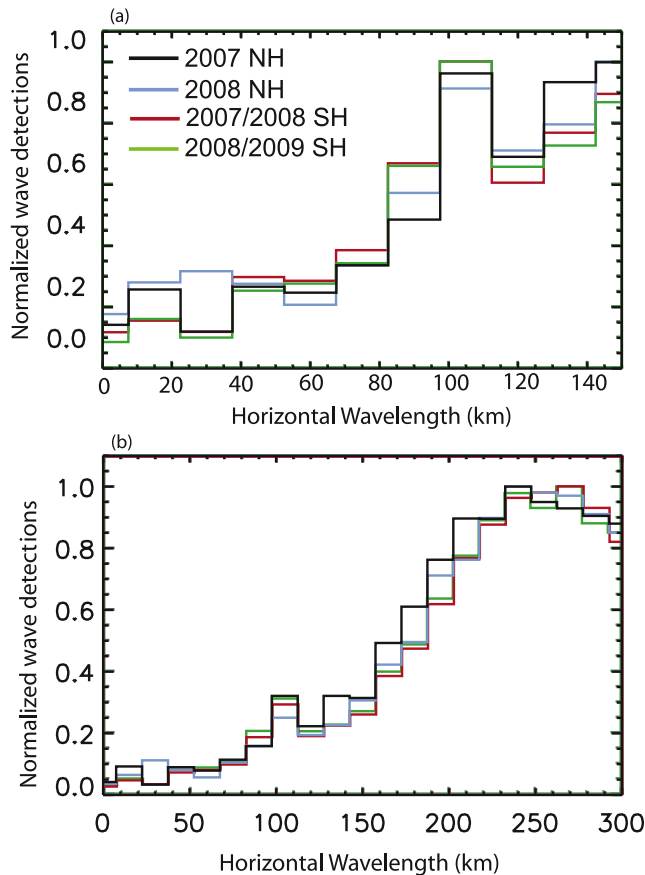 (a)
1.0
0.8
0.6
0.4
0.2
0.0
Normalized wave detections
2007 NH
2008 NH
2007/2008 SH
2008/2009 SH
0 20 40 60 80 100 120 140
Horizontal Wavelength (km)
(b)
1.0
0.8
0.6
0.4
0.2
0.0
Normalized wave detections
0 50 100 150 200 250 300
Horizontal Wavelength (km)